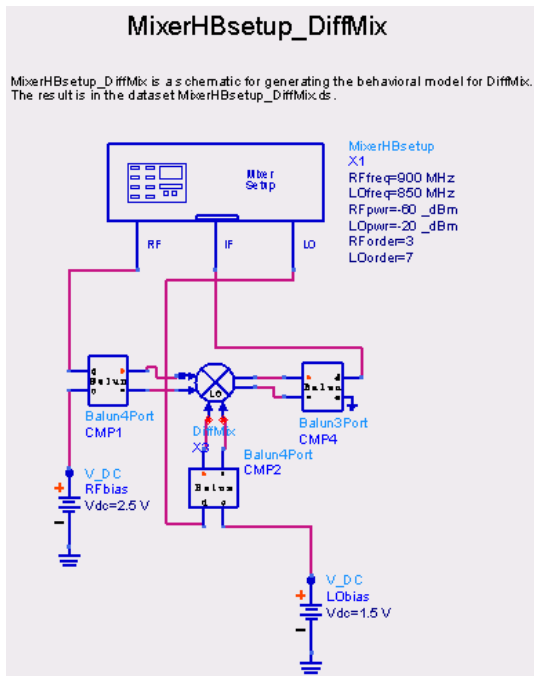 MixerHBsetup_DiffMix
MixerHBsetup_DiffMix is a schematic for generating the behavioral model for DiffMix.
The result is in the dataset MixerHBsetup_DiffMix.ds.
MixerHBsetup
X1
RFfreq=900 MHz
LOfreq=850 MHz
RFpwr=-60 _dBm
LOpwr=-20 _dBm
RForder=3
LOorder=7
Mixer
Setup
RF
IF
LO
d
Balun
c
Balun4Port
CMP1
LO
DiffMix
d
Balun
c
Balun3Port
CMP4
Balun4Port
CMP2
Balun
d c
V_DC
RFbias
Vdc=2.5 V
V_DC
LObias
Vdc=1.5 V